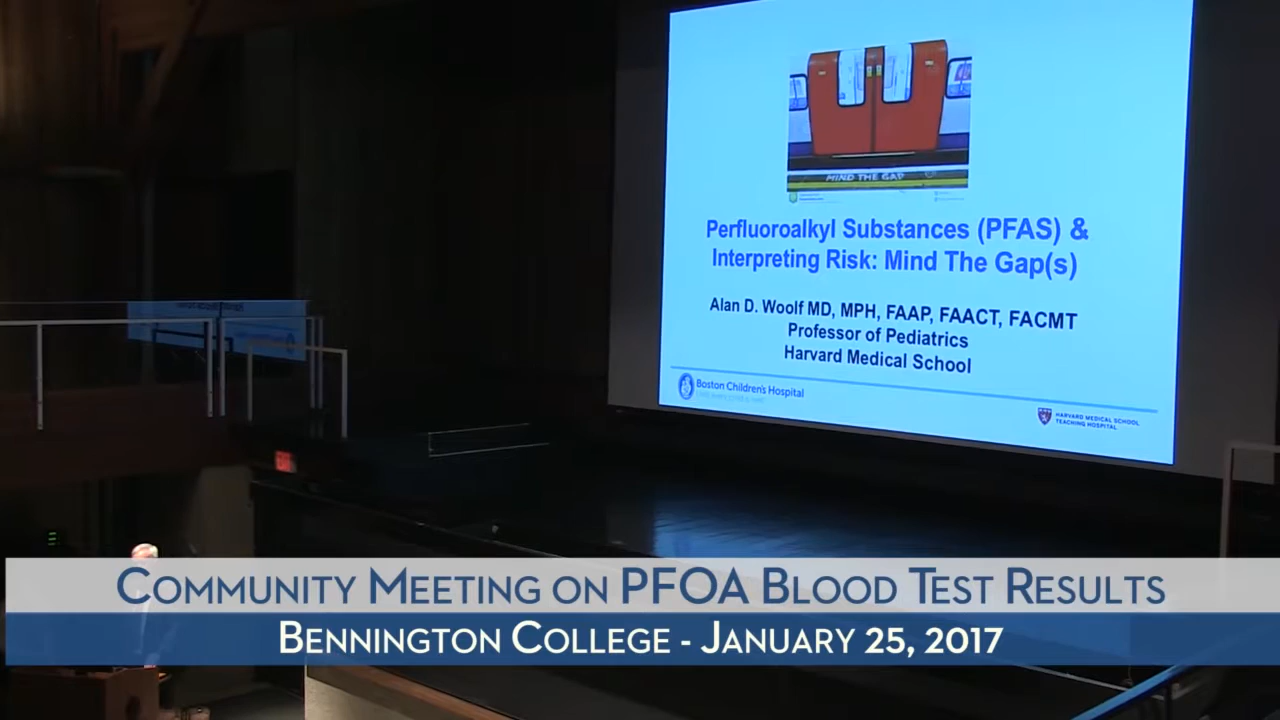 MIND THE GAP
Perfluoroalkyl Substances (PFAS) &
Interpreting Risk: Mind The Gap(s)
Alan D. Woolf MD, MPH, FAAP, FAACT, FACMT
Professor of Pediatrics
Harvard Medical School
Boston Children's Hospital
HARVARD MEDICAL SCHOOL
TEACHING HOSPITAL
COMMUNITY MEETING ON PFOA BLOOD TEST RESULTS
BENNINGTON COLLEGE - JANUARY 25, 2017